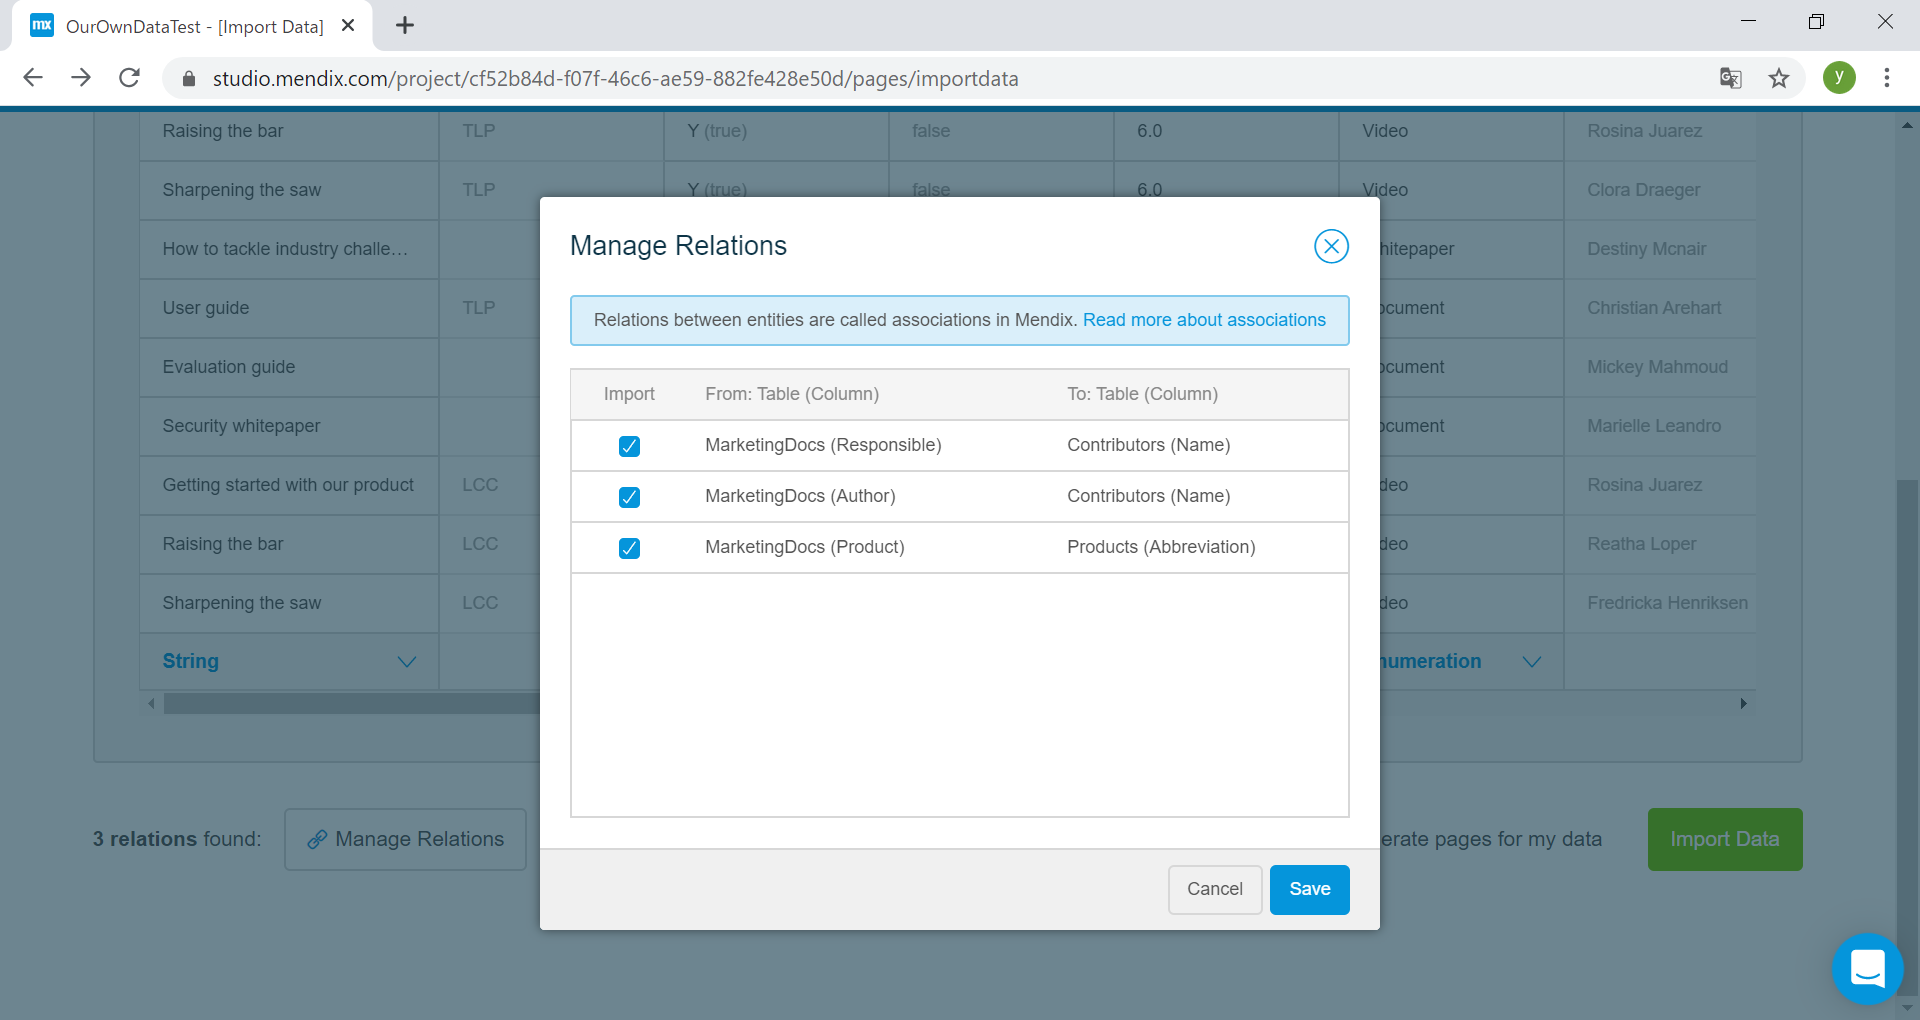 mx OurOwnDataTest - [Import Data]
studio.mendix.com/project/cf52b84d-f07f-46c6-ae59-882fe428e50d/pages/importdata
y
Raising the bar TLP Y (true) false 6.0 Video Rosina Juarez
Sharpening the saw TLP Y (true) false 6.0 Video Clora Draeger
How to tackle industry challe... hitepaper Destiny Mcnair
User guide TLP ocument Christian Arehart
Evaluation guide ocument Mickey Mahmoud
Security whitepaper ocument Marielle Leandro
Getting started with our product LCC deo Rosina Juarez
Raising the bar LCC deo Reatha Loper
Sharpening the saw LCC deo Fredricka Henriksen
String numeration
3 relations found: Manage Relations erate pages for my data Import Data
Manage Relations
Relations between entities are called associations in Mendix. Read more about associations
Import From: Table (Column) To: Table (Column)
MarketingDocs (Responsible) Contributors (Name)
MarketingDocs (Author) Contributors (Name)
MarketingDocs (Product) Products (Abbreviation)
Cancel Save